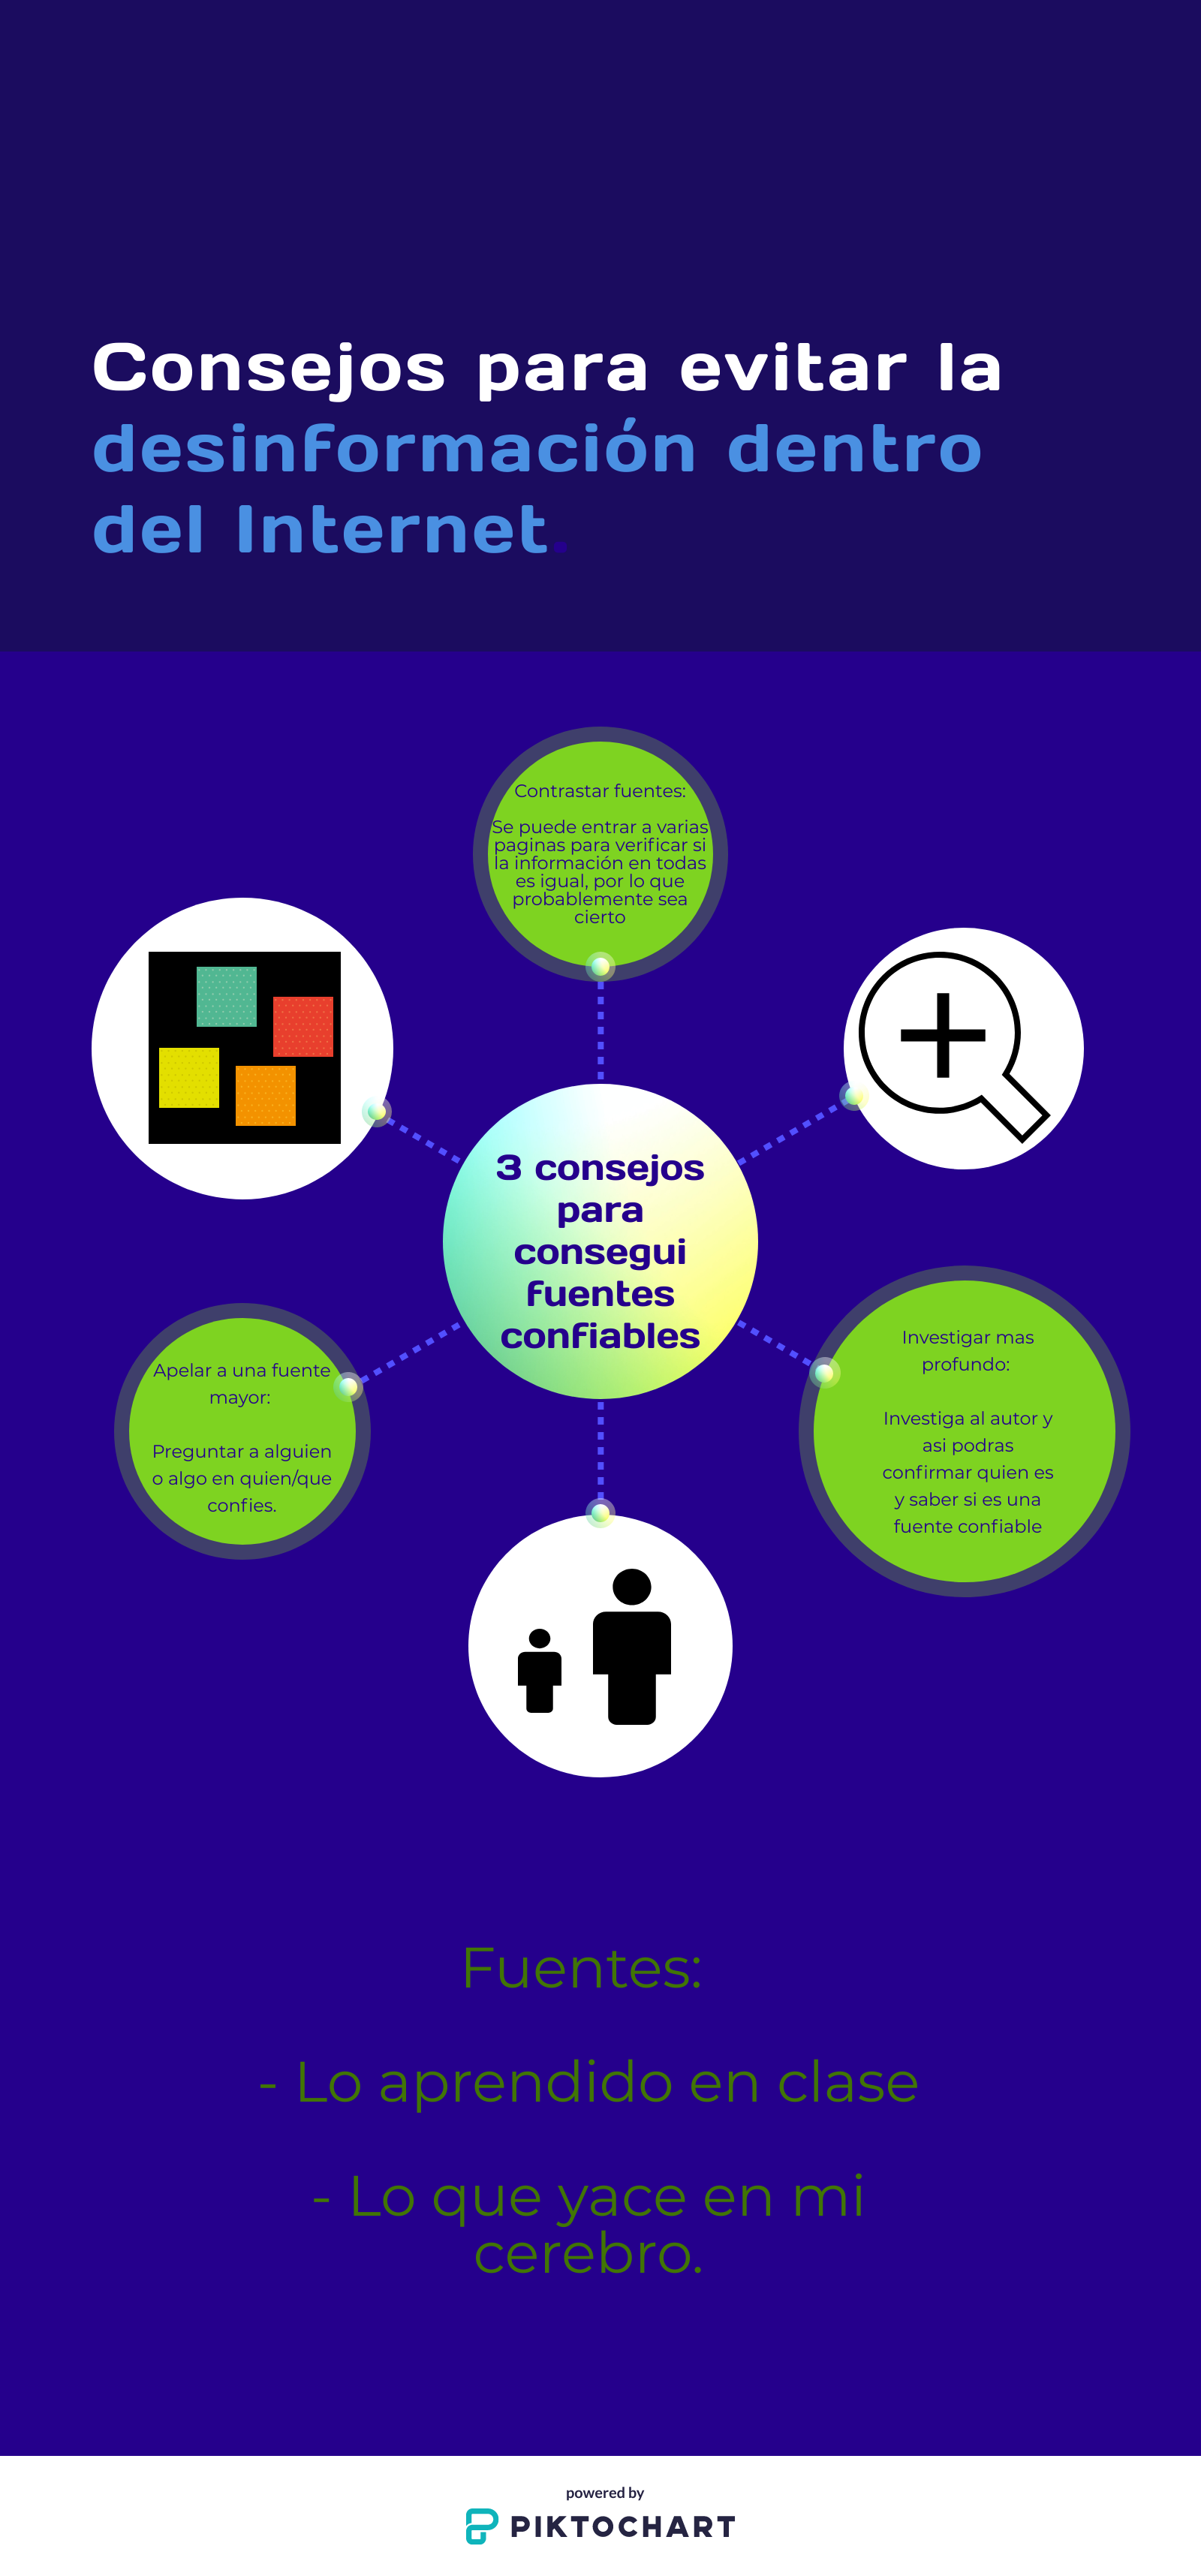 Consejos para evitar la
desinformación dentro
del Internet.
Contrastar fuentes:
Se puede entrar a varias
paginas para verificar si
la información en todas
es igual, por lo que
probablemente sea
cierto
3 consejos
para
consegui
fuentes
confiables
Apelar a una fuente
mayor:
Preguntar a alguien
o algo en quien/que
confies.
Investigar mas
profundo:
Investiga al autor y
asi podras
confirmar quien es
y saber si es una
fuente confiable
Fuentes:
- Lo aprendido en clase
- Lo que yace en mi
cerebro.
powered by
PIKTOCHART